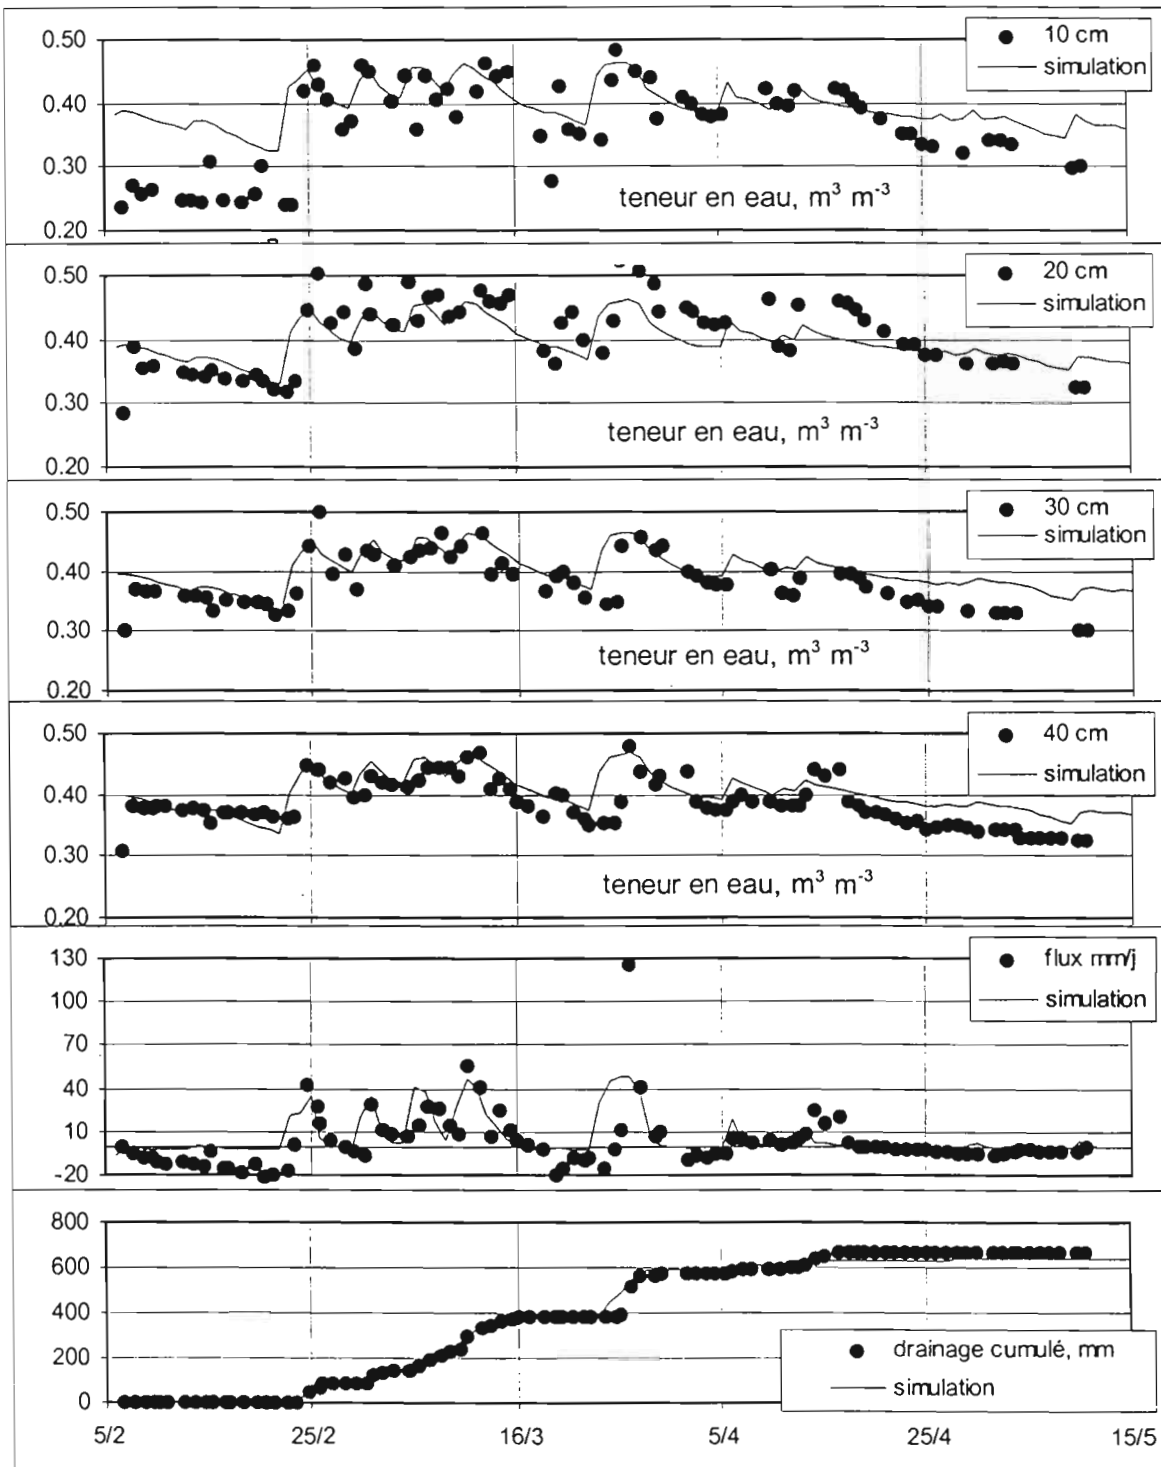 0.50
0.40
0.30
0.20
10 cm
simulation
teneur en eau, m³ m⁻³
0.50
0.40
0.30
0.20
20 cm
simulation
teneur en eau, m³ m⁻³
0.50
0.40
0.30
0.20
30 cm
simulation
teneur en eau, m³ m⁻³
0.50
0.40
0.30
0.20
40 cm
simulation
teneur en eau, m³ m⁻³
130
100
70
40
10
-20
flux mm/j
simulation
800
600
400
200
0
drainage cumulé, mm
simulation
5/2 25/2 16/3 5/4 25/4 15/5